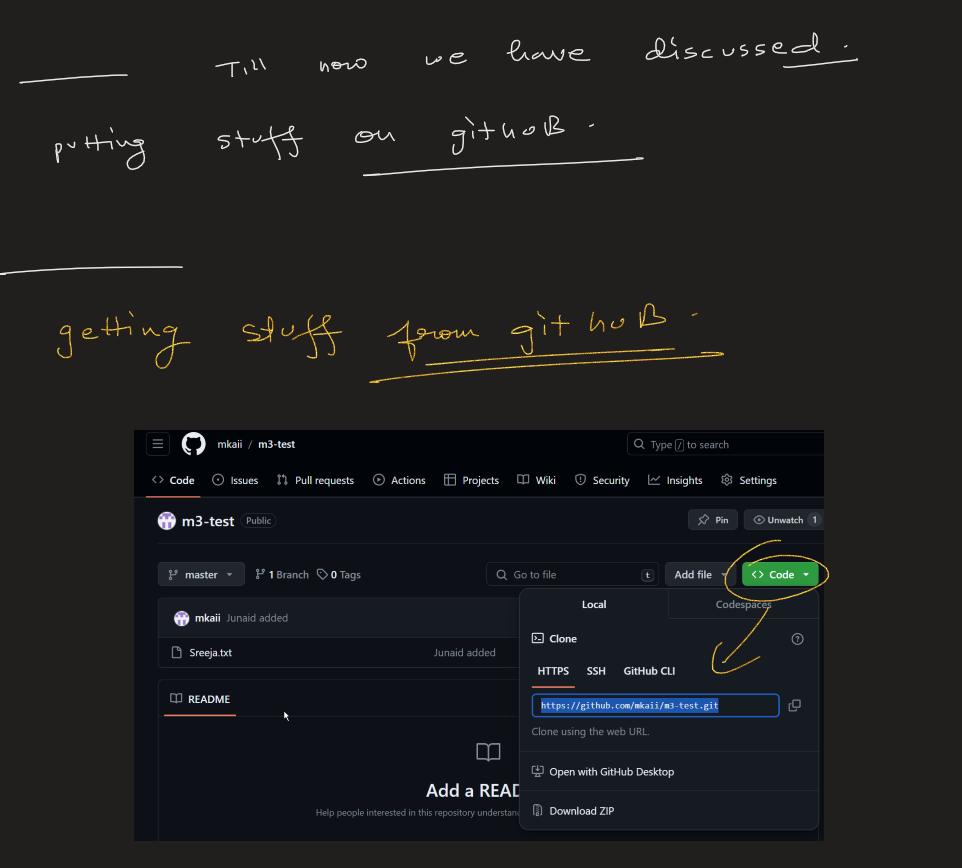 Till now we have discussed.
putting stuff on githuB.
getting stuff from githuB.
mkaii / m3-test
Type / to search
Code Issues Pull requests Actions Projects Wiki Security Insights Settings
m3-test Public
Pin Unwatch 1
master 1 Branch 0 Tags
Go to file t
Add file
Code
mkaii Junaid added
Sreeja.txt Junaid added
README
Add a READ
Help people interested in this repository understand
Local Codespaces
Clone
HTTPS SSH GitHub CLI
https://github.com/mkaii/m3-test.git
Clone using the web URL.
Open with GitHub Desktop
Download ZIP